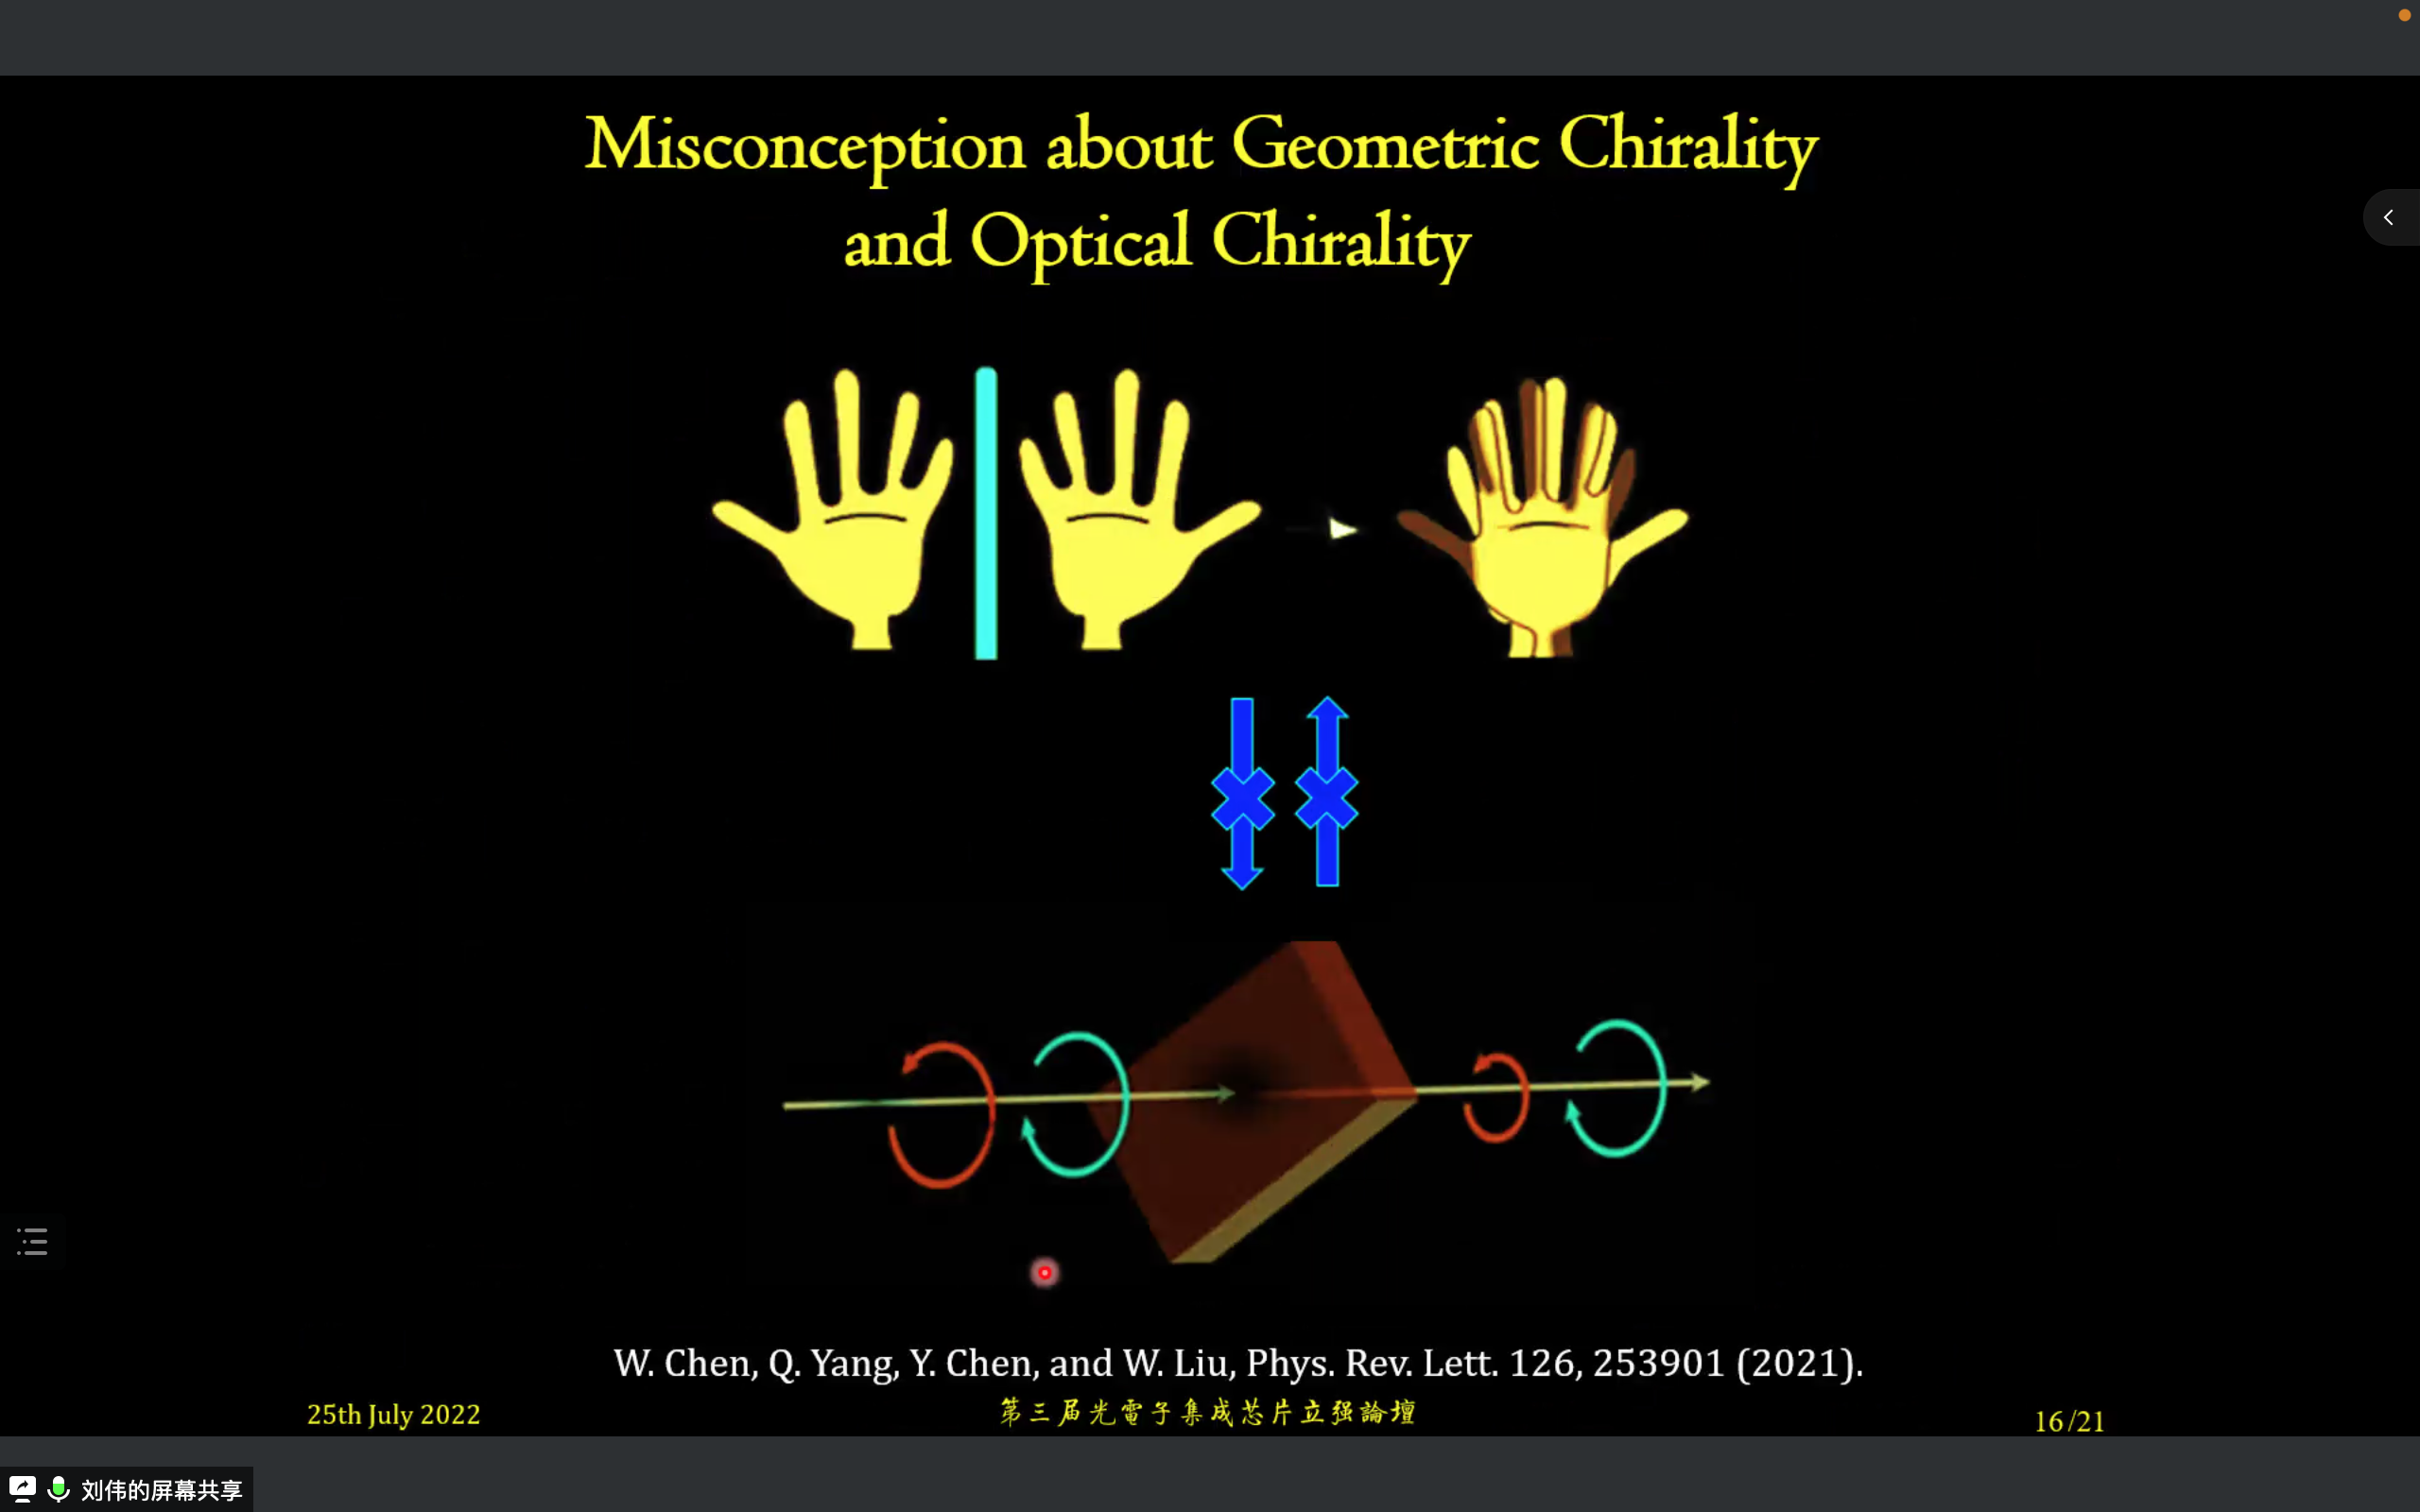 Misconception about Geometric Chirality
and Optical Chirality
W. Chen, Q. Yang, Y. Chen, and W. Liu, Phys. Rev. Lett. 126, 253901 (2021).
25th July 2022
第三届光電子集成芯片立强論壇
16/21
刘伟的屏幕共享